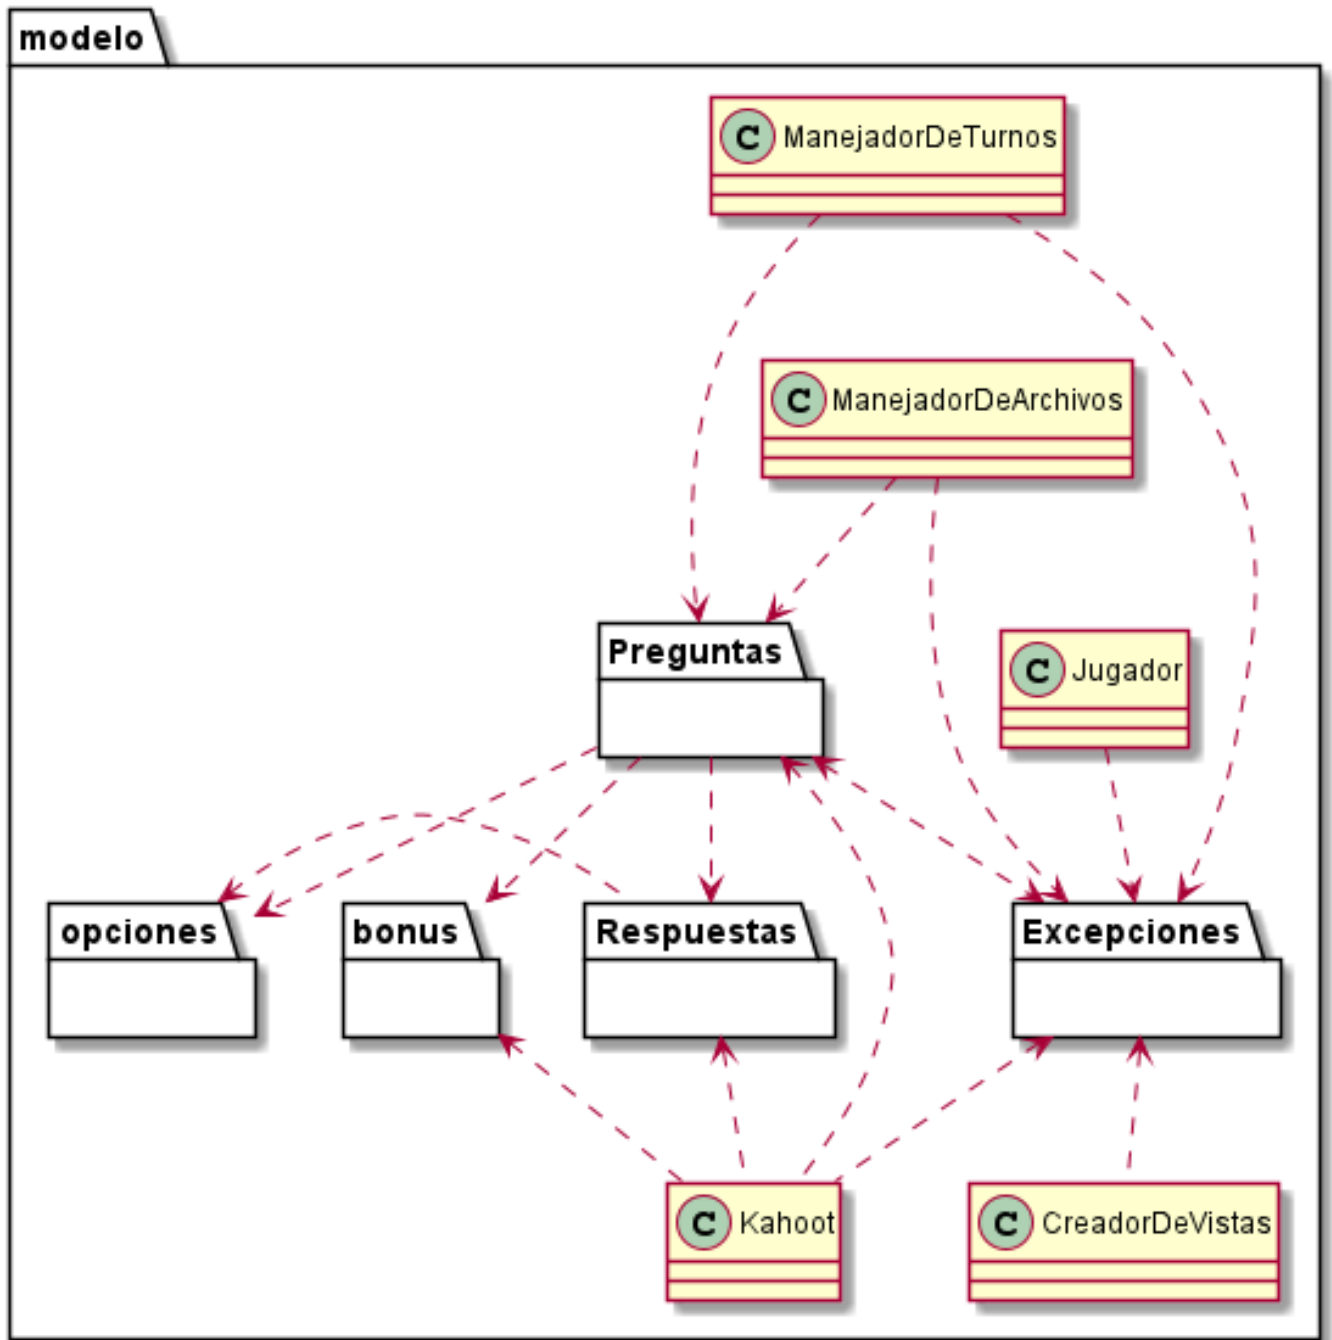 modelo
C ManejadorDeTurnos
C ManejadorDeArchivos
Preguntas
C Jugador
opciones
bonus
Respuestas
Excepciones
C Kahoot
C CreadorDeVistas